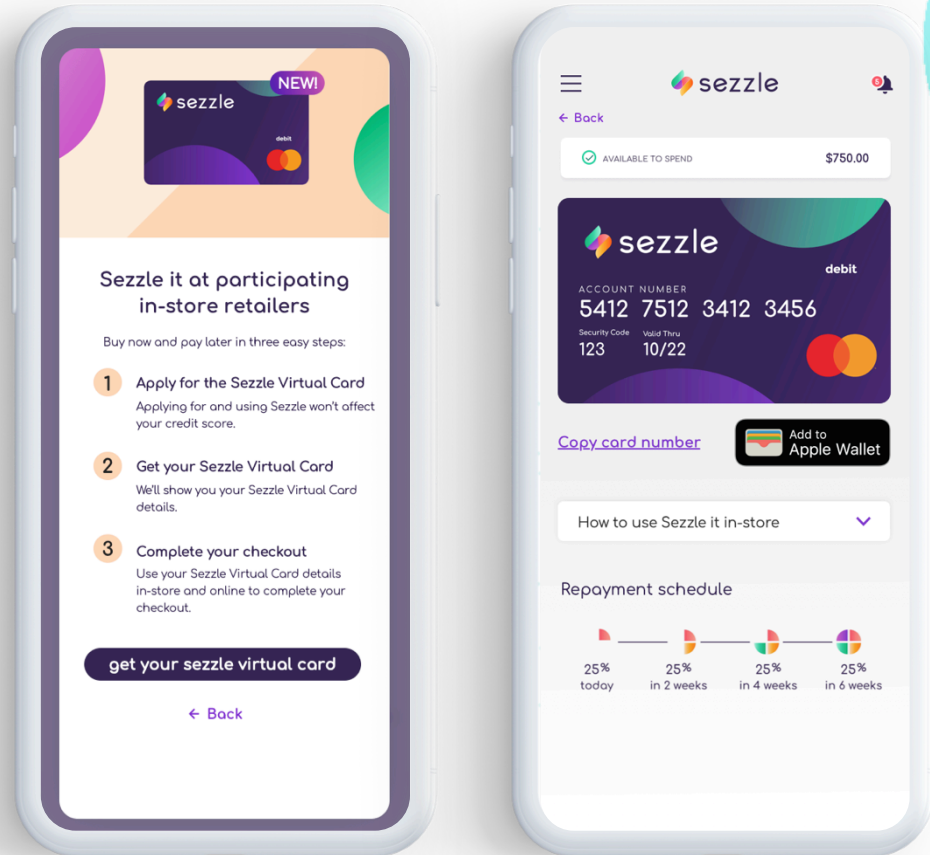 NEW!
sezzle
debit
Sezzle it at participating
in-store retailers
Buy now and pay later in three easy steps:
1
Apply for the Sezzle Virtual Card
Applying for and using Sezzle won't affect
your credit score.
2
Get your Sezzle Virtual Card
We'll show you your Sezzle Virtual Card
details.
3
Complete your checkout
Use your Sezzle Virtual Card details
in-store and online to complete your
checkout.
get your sezzle virtual card
← Back
sezzle
5
← Back
AVAILABLE TO SPEND $750.00
sezzle
debit
ACCOUNT NUMBER
5412 7512 3412 3456
Security Code Valid Thru
123 10/22
Copy card number
Add to
Apple Wallet
How to use Sezzle it in-store
Repayment schedule
25% 25% 25% 25%
today in 2 weeks in 4 weeks in 6 weeks